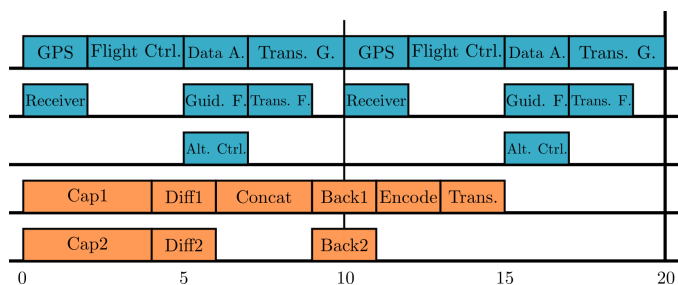 GPS Flight Ctrl. Data A. Trans. G. GPS Flight Ctrl. Data A. Trans. G.
Receiver Guid. F. Trans. F. Receiver Guid. F. Trans. F.
Alt. Ctrl. Alt. Ctrl.
Cap1 Diff1 Concat Back1 Encode Trans.
Cap2 Diff2 Back2
0 5 10 15 20